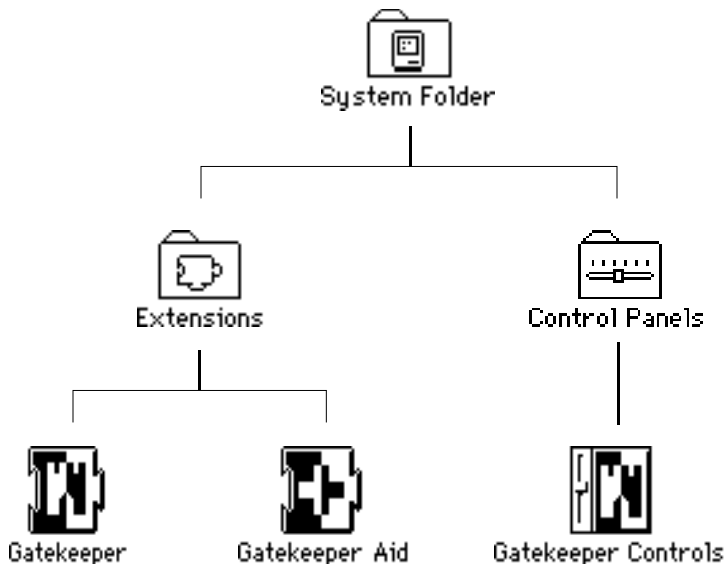 System Folder
Extensions
Control Panels
Gatekeeper
Gatekeeper Aid
Gatekeeper Controls